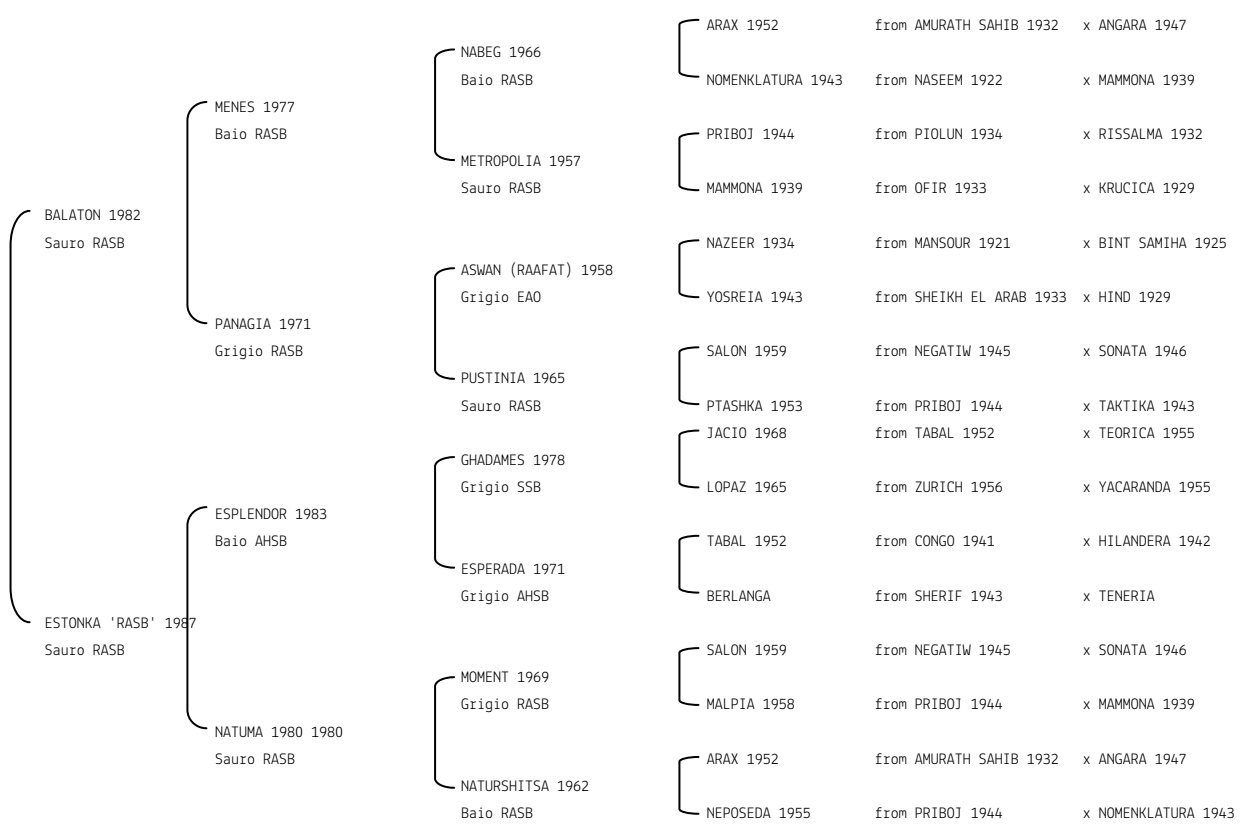 ARAX 1952 from AMURATH SAHIB 1932 x ANGARA 1947
NABEG 1966
Baio RASB
NOMENKLATURA 1943 from NASEEM 1922 x MAMMONA 1939
MENES 1977
Baio RASB
PRIBOJ 1944 from PIOLUN 1934 x RISSALMA 1932
METROPOLIA 1957
Sauro RASB
MAMMONA 1939 from OFIR 1933 x KRUCICA 1929
BALATON 1982
Sauro RASB
NAZEER 1934 from MANSOUR 1921 x BINT SAMIHA 1925
ASWAN (RAAFAT) 1958
Grigio EAO
YOSREIA 1943 from SHEIKH EL ARAB 1933 x HIND 1929
PANAGIA 1971
Grigio RASB
SALON 1959 from NEGATIW 1945 x SONATA 1946
PUSTINIA 1965
Sauro RASB
PTASHKA 1953 from PRIBOJ 1944 x TAKTIKA 1943
JACIO 1968 from TABAL 1952 x TEORICA 1955
GHADAMES 1978
Grigio SSB
LOPAZ 1965 from ZURICH 1956 x YACARANDA 1955
ESPLENDOR 1983
Baio AHSB
TABAL 1952 from CONGO 1941 x HILANDERA 1942
ESPERADA 1971
Grigio AHSB
BERLANGA from SHERIF 1943 x TENERIA
ESTONKA 'RASB' 1987
Sauro RASB
SALON 1959 from NEGATIW 1945 x SONATA 1946
MOMENT 1969
Grigio RASB
MALPIA 1958 from PRIBOJ 1944 x MAMMONA 1939
NATUMA 1980 1980
Sauro RASB
ARAX 1952 from AMURATH SAHIB 1932 x ANGARA 1947
NATURSHITSA 1962
Baio RASB
NEPOSEDA 1955 from PRIBOJ 1944 x NOMENKLATURA 1943